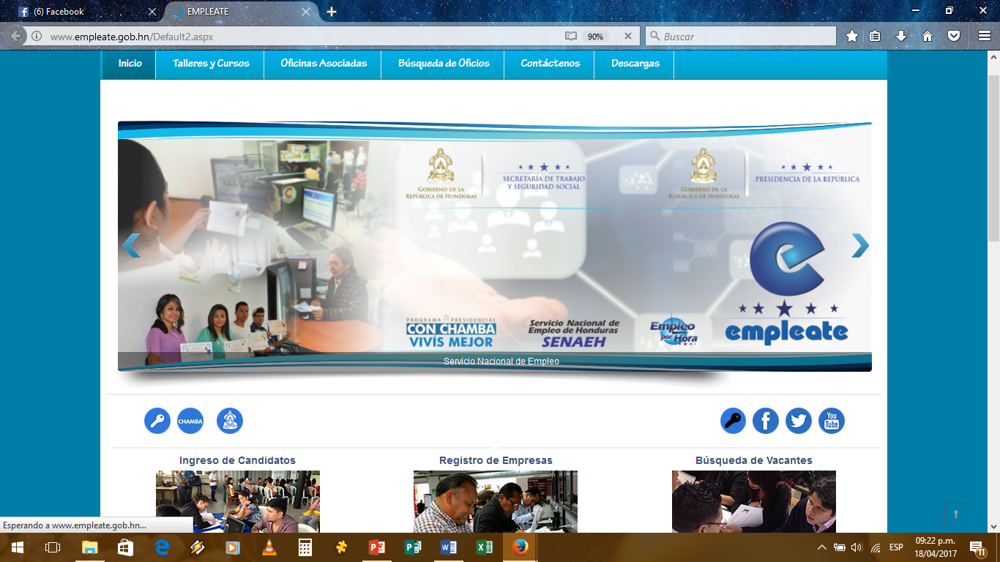 (6) Facebook
EMPLEATE
www.empleate.gob.hn/Default2.aspx
90%
Buscar
Inicio
Talleres y Cursos
Oficinas Asociadas
Búsqueda de Oficios
Contáctenos
Descargas
GOBIERNO DE LA
REPÚBLICA DE HONDURAS
SECRETARÍA DE TRABAJO
Y SEGURIDAD SOCIAL
GOBIERNO DE LA
REPÚBLICA DE HONDURAS
PRESIDENCIA DE LA REPÚBLICA
e
PROGRAMA PRESIDENCIAL
CON CHAMBA
VIVÍS MEJOR
Servicio Nacional de
Empleo de Honduras
SENAEH
Empleo
por Hora
empleate
Servicio Nacional de Empleo
CHAMBA
You
Tube
Ingreso de Candidatos
Registro de Empresas
Búsqueda de Vacantes
Esperando a www.empleate.gob.hn...
ESP
09:22 p.m.
18/04/2017
11